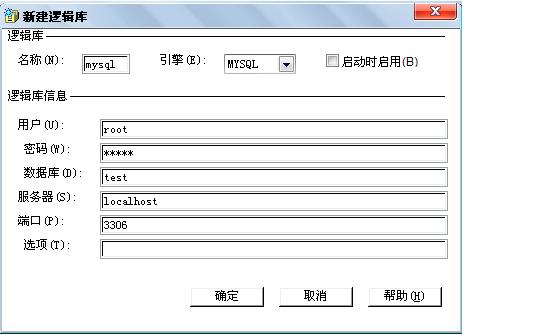 新建逻辑库
逻辑库
名称(N): mysql 引擎(E): MYSQL 启动时启用(B)
逻辑库信息
用户(U): root
密码(W): *****
数据库(D): test
服务器(S): localhost
端口(P): 3306
选项(T):
确定 取消 帮助(H)